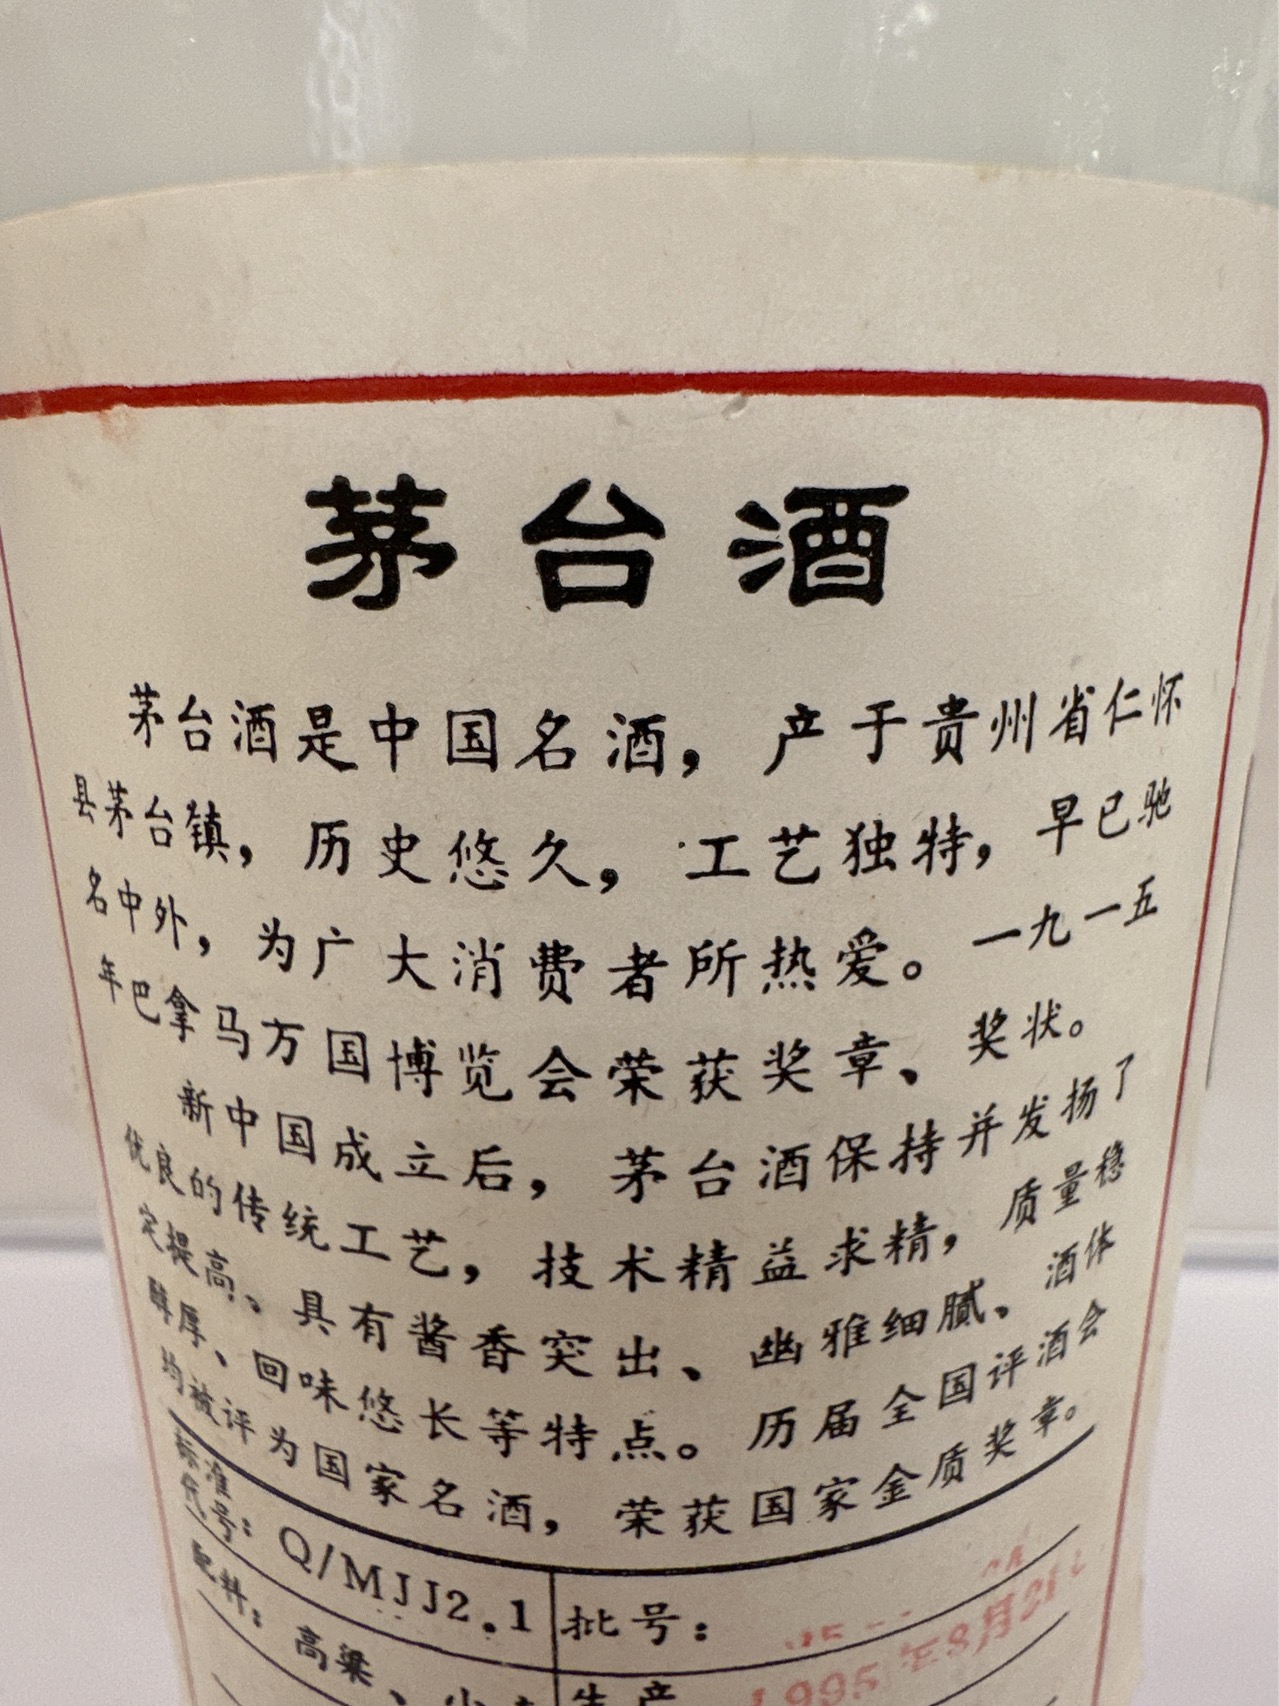 茅台酒
茅台酒是中国名酒，产于贵州省仁怀
县茅台镇，历史悠久，工艺独特，早已驰
名中外，为广大消费者所热爱。一九一五
年巴拿马万国博览会荣获奖章、奖状。
新中国成立后，茅台酒保持并发扬了
优良的传统工艺，技术精益求精，质量稳
定提高、具有酱香突出、幽雅细腻、酒体
醇厚、回味悠长等特点。历届全国评酒会
均被评为国家名酒，荣获国家金质奖章。
标准代号：Q/MJJ2.1 批号：
配料：高粱、小 生产 1995年8月21